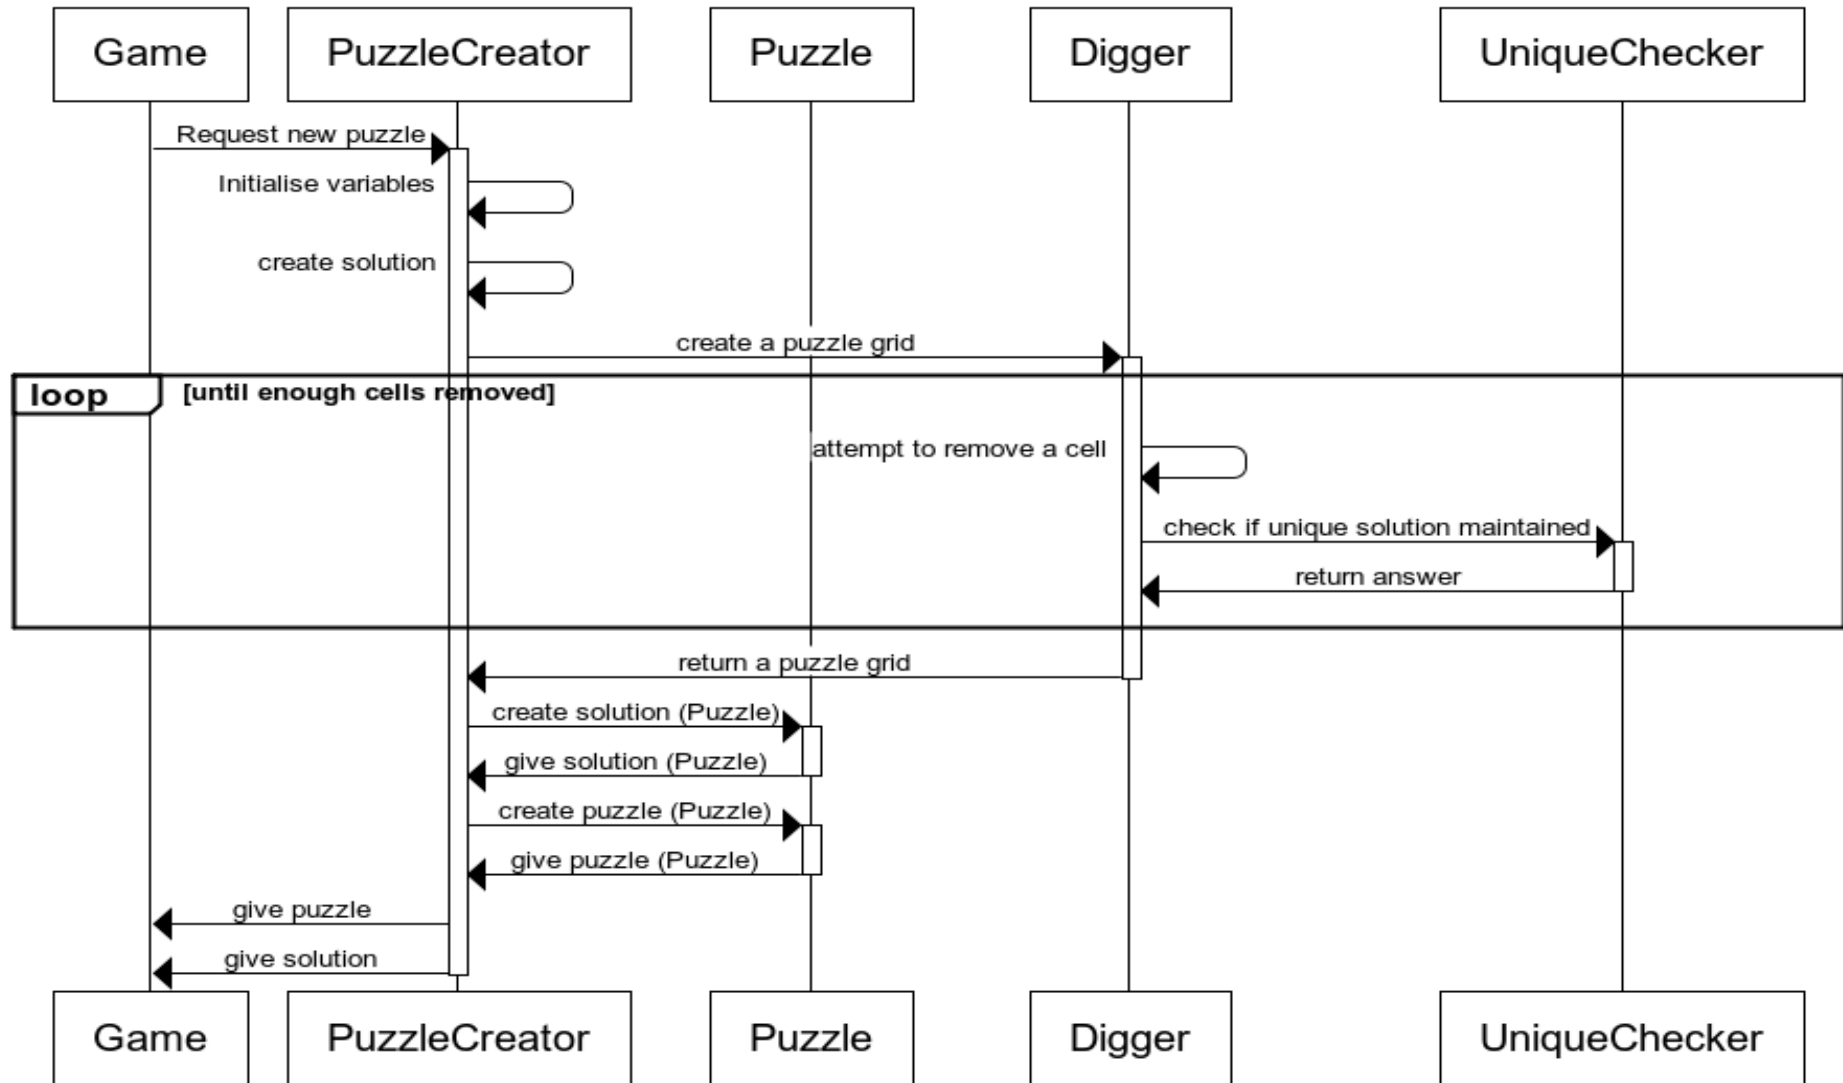 Game
PuzzleCreator
Puzzle
Digger
UniqueChecker
Request new puzzle
Initialise variables
create solution
create a puzzle grid
loop
[until enough cells removed]
attempt to remove a cell
check if unique solution maintained
return answer
return a puzzle grid
create solution (Puzzle)
give solution (Puzzle)
create puzzle (Puzzle)
give puzzle (Puzzle)
give puzzle
give solution
Game
PuzzleCreator
Puzzle
Digger
UniqueChecker